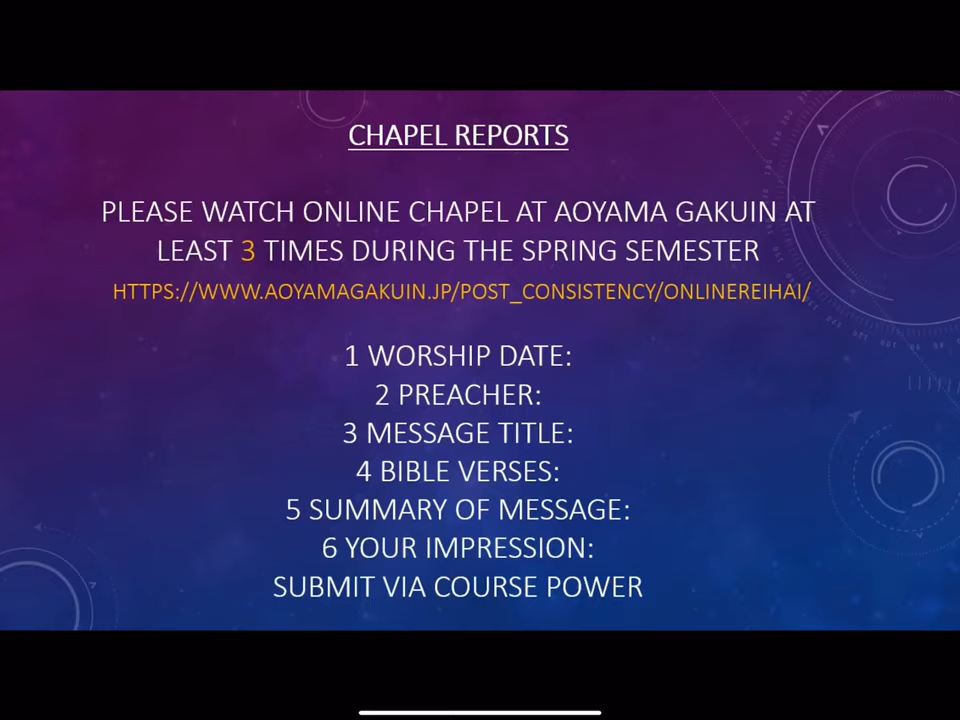 CHAPEL REPORTS
PLEASE WATCH ONLINE CHAPEL AT AOYAMA GAKUIN AT
LEAST 3 TIMES DURING THE SPRING SEMESTER
HTTPS://WWW.AOYAMAGAKUIN.JP/POST_CONSISTENCY/ONLINEREIHAI/
1 WORSHIP DATE:
2 PREACHER:
3 MESSAGE TITLE:
4 BIBLE VERSES:
5 SUMMARY OF MESSAGE:
6 YOUR IMPRESSION:
SUBMIT VIA COURSE POWER